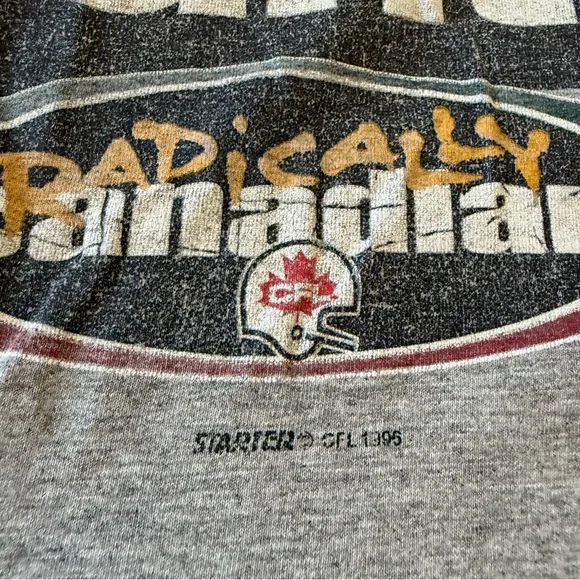 RADiCALLY
Canadian
CFL
STARTER® CFL 1996